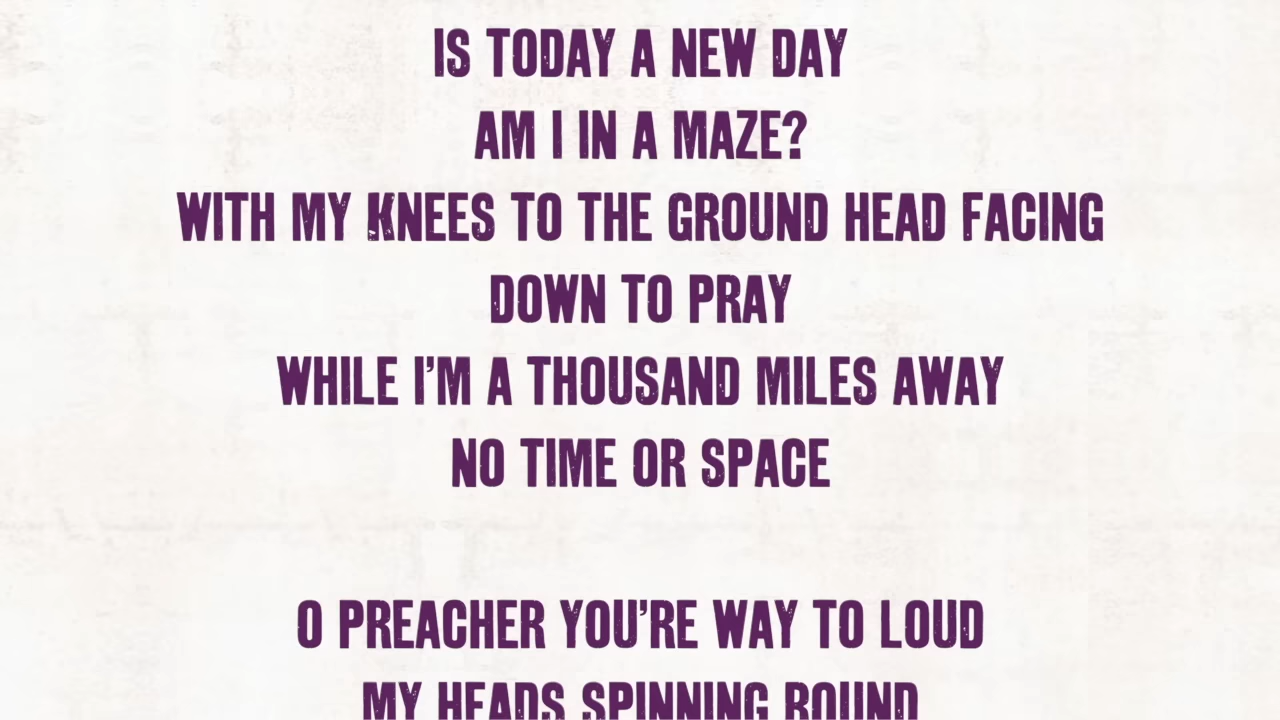 IS TODAY A NEW DAY
AM I IN A MAZE?
WITH MY KNEES TO THE GROUND HEAD FACING
DOWN TO PRAY
WHILE I'M A THOUSAND MILES AWAY
NO TIME OR SPACE
O PREACHER YOU'RE WAY TO LOUD
MY HEADS SPINNING ROUND